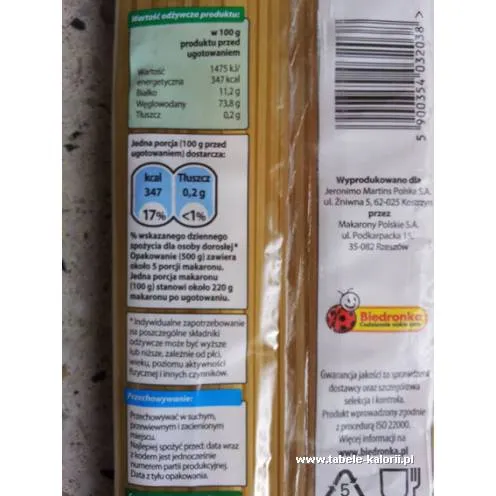 Wartość odżywcza produktu:
w 100 g
produktu przed
ugotowaniem
Wartość 1475 kJ/
energetyczna 347 kcal
Białko 11,2 g
Węglowodany 73,8 g
Tłuszcz 0,2 g
Jedna porcja (100 g przed
ugotowaniem) dostarcza:
kcal Tłuszcz
347 0,2 g
17% <1%
% wskazanego dziennego
spożycia dla osoby dorosłej*
Opakowanie (500 g) zawiera
około 5 porcji makaronu.
Jedna porcja makaronu
(100 g) stanowi około 220 g
makaronu po ugotowaniu.
* Indywidualne zapotrzebowanie
na poszczególne składniki
odżywcze może być wyższe
lub niższe, zależnie od płci,
wieku, poziomu aktywności
fizycznej i innych czynników.
Przechowywanie:
Przechowywać w suchym,
przewiewnym i zacienionym
miejscu.
Najlepiej spożyć przed: data wraz
z kodem jest jednocześnie
numerem partii produkcyjnej.
Data i kod: z tyłu opakowania.
5 900354 032038 >
Wyprodukowano dla
Jeronimo Martins Polska S.A.
ul. Żniwna 5, 62-025 Kostrzyn
przez
Makarony Polskie S.A.
ul. Podkarpacka 15
35-082 Rzeszów
Biedronka
Codziennie niskie ceny
Gwarancja jakości to sprawdzeni
dostawcy oraz szczegółowa
selekcja i kontrola.
Produkt wprowadzony zgodnie
z procedurą ISO 22000.
Więcej informacji na
www.biedronka.pl
www.tabele-kalorii.pl
5